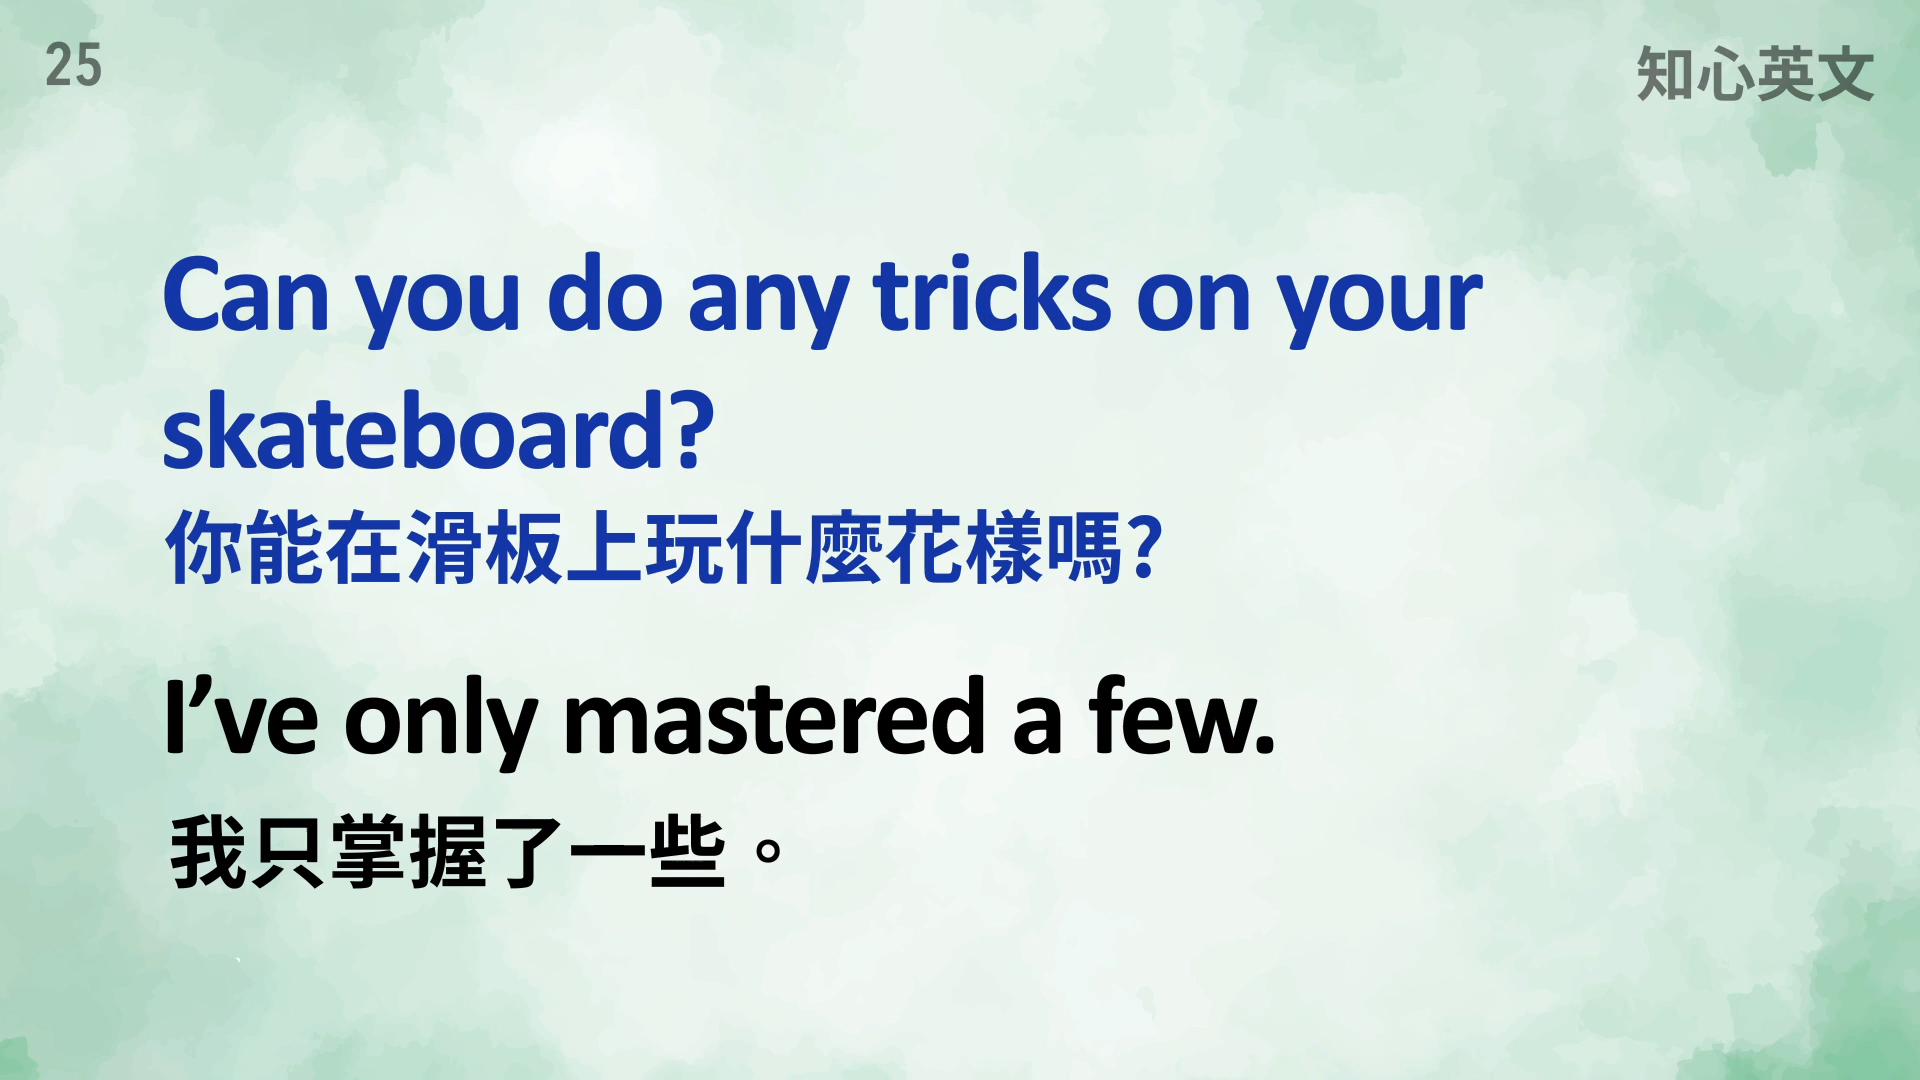 25
知心英文
Can you do any tricks on your
skateboard?
你能在滑板上玩什麼花樣嗎?
I’ve only mastered a few.
我只掌握了一些。